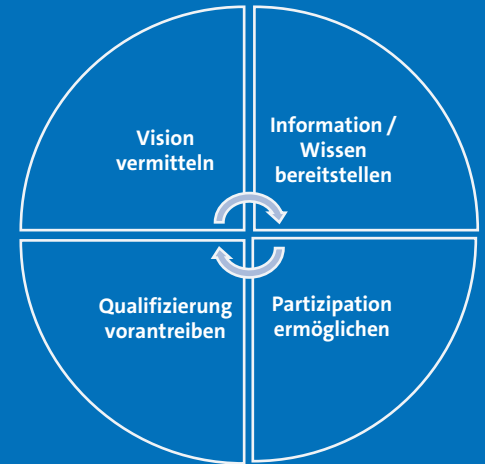 Vision
vermitteln
Information /
Wissen
bereitstellen
Qualifizierung
vorantreiben
Partizipation
ermöglichen